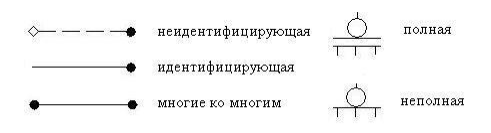 неидентифицирующая
полная
идентифицирующая
многие ко многим
неполная